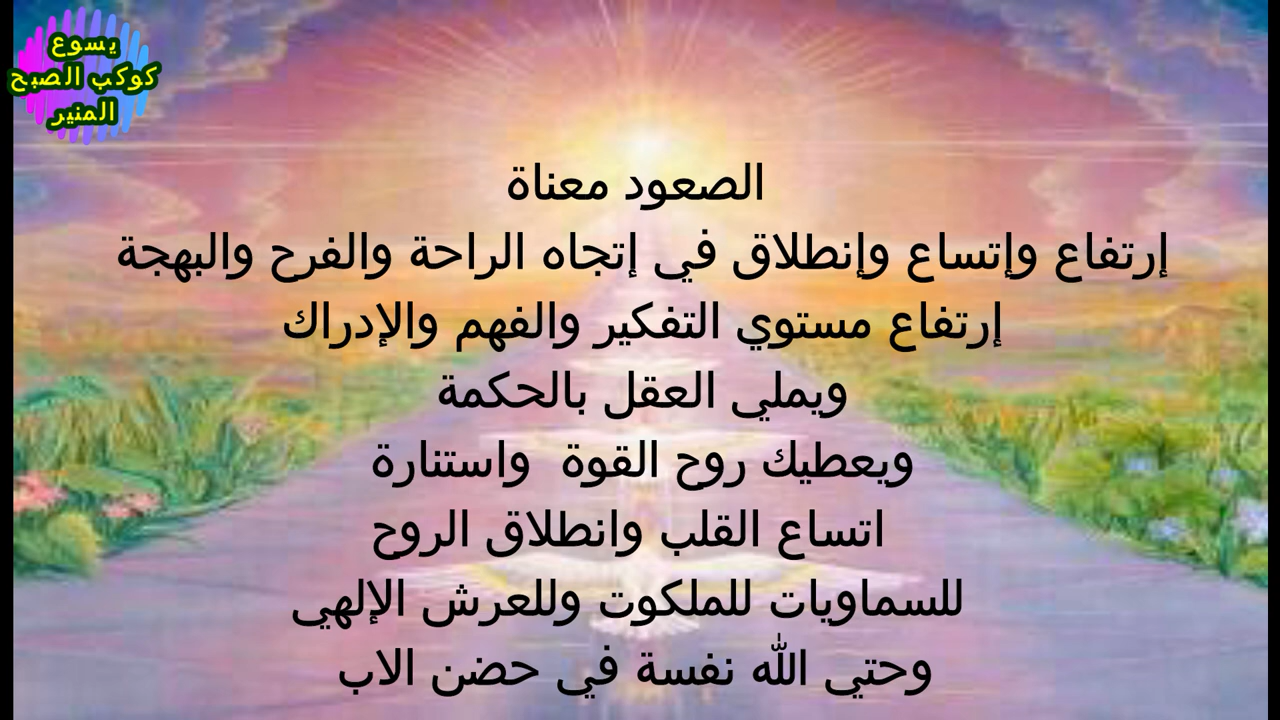 يسوع
كوكب الصبح
المنير
الصعود معناة
إرتفاع وإتساع وإنطلاق في إتجاه الراحة والفرح والبهجة
إرتفاع مستوي التفكير والفهم والإدراك
ويملي العقل بالحكمة
ويعطيك روح القوة واستنارة
اتساع القلب وانطلاق الروح
للسماويات للملكوت وللعرش الإلهي
وحتي الله نفسة في حضن الاب